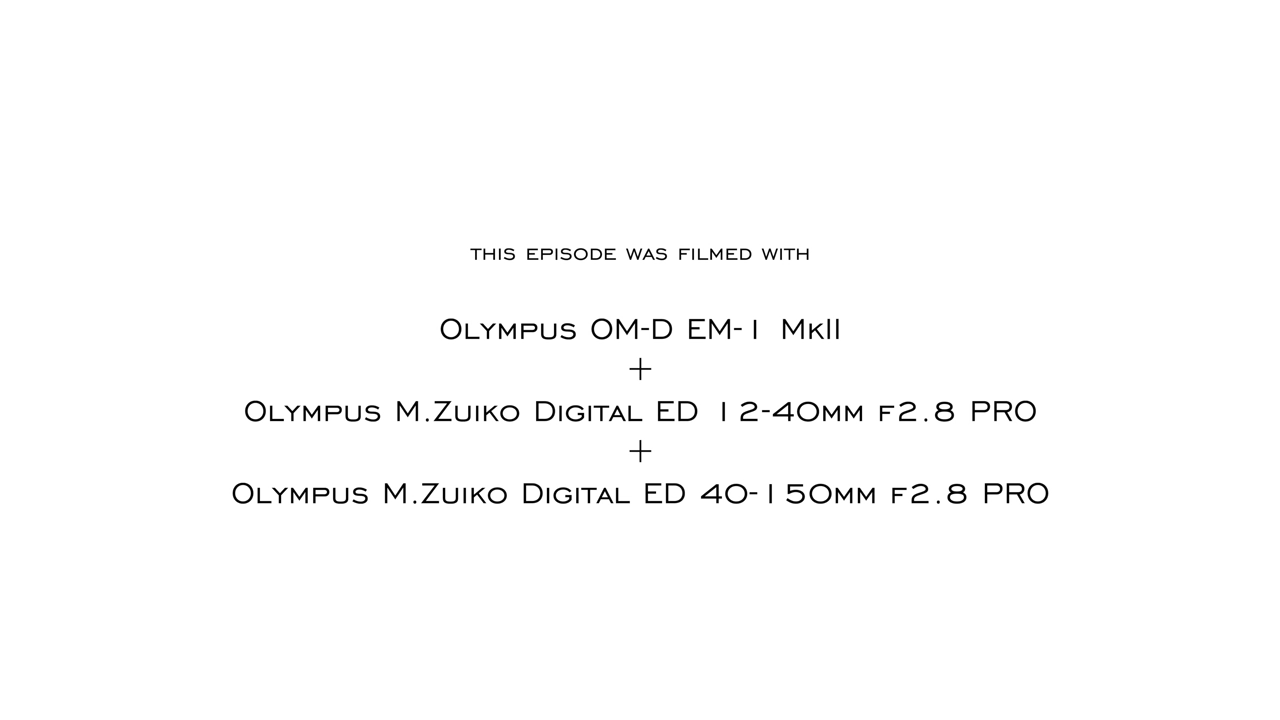 THIS EPISODE WAS FILMED WITH
OLYMPUS OM-D EM-1 MKII
+
OLYMPUS M.ZUIKO DIGITAL ED 12-40MM F2.8 PRO
+
OLYMPUS M.ZUIKO DIGITAL ED 40-150MM F2.8 PRO